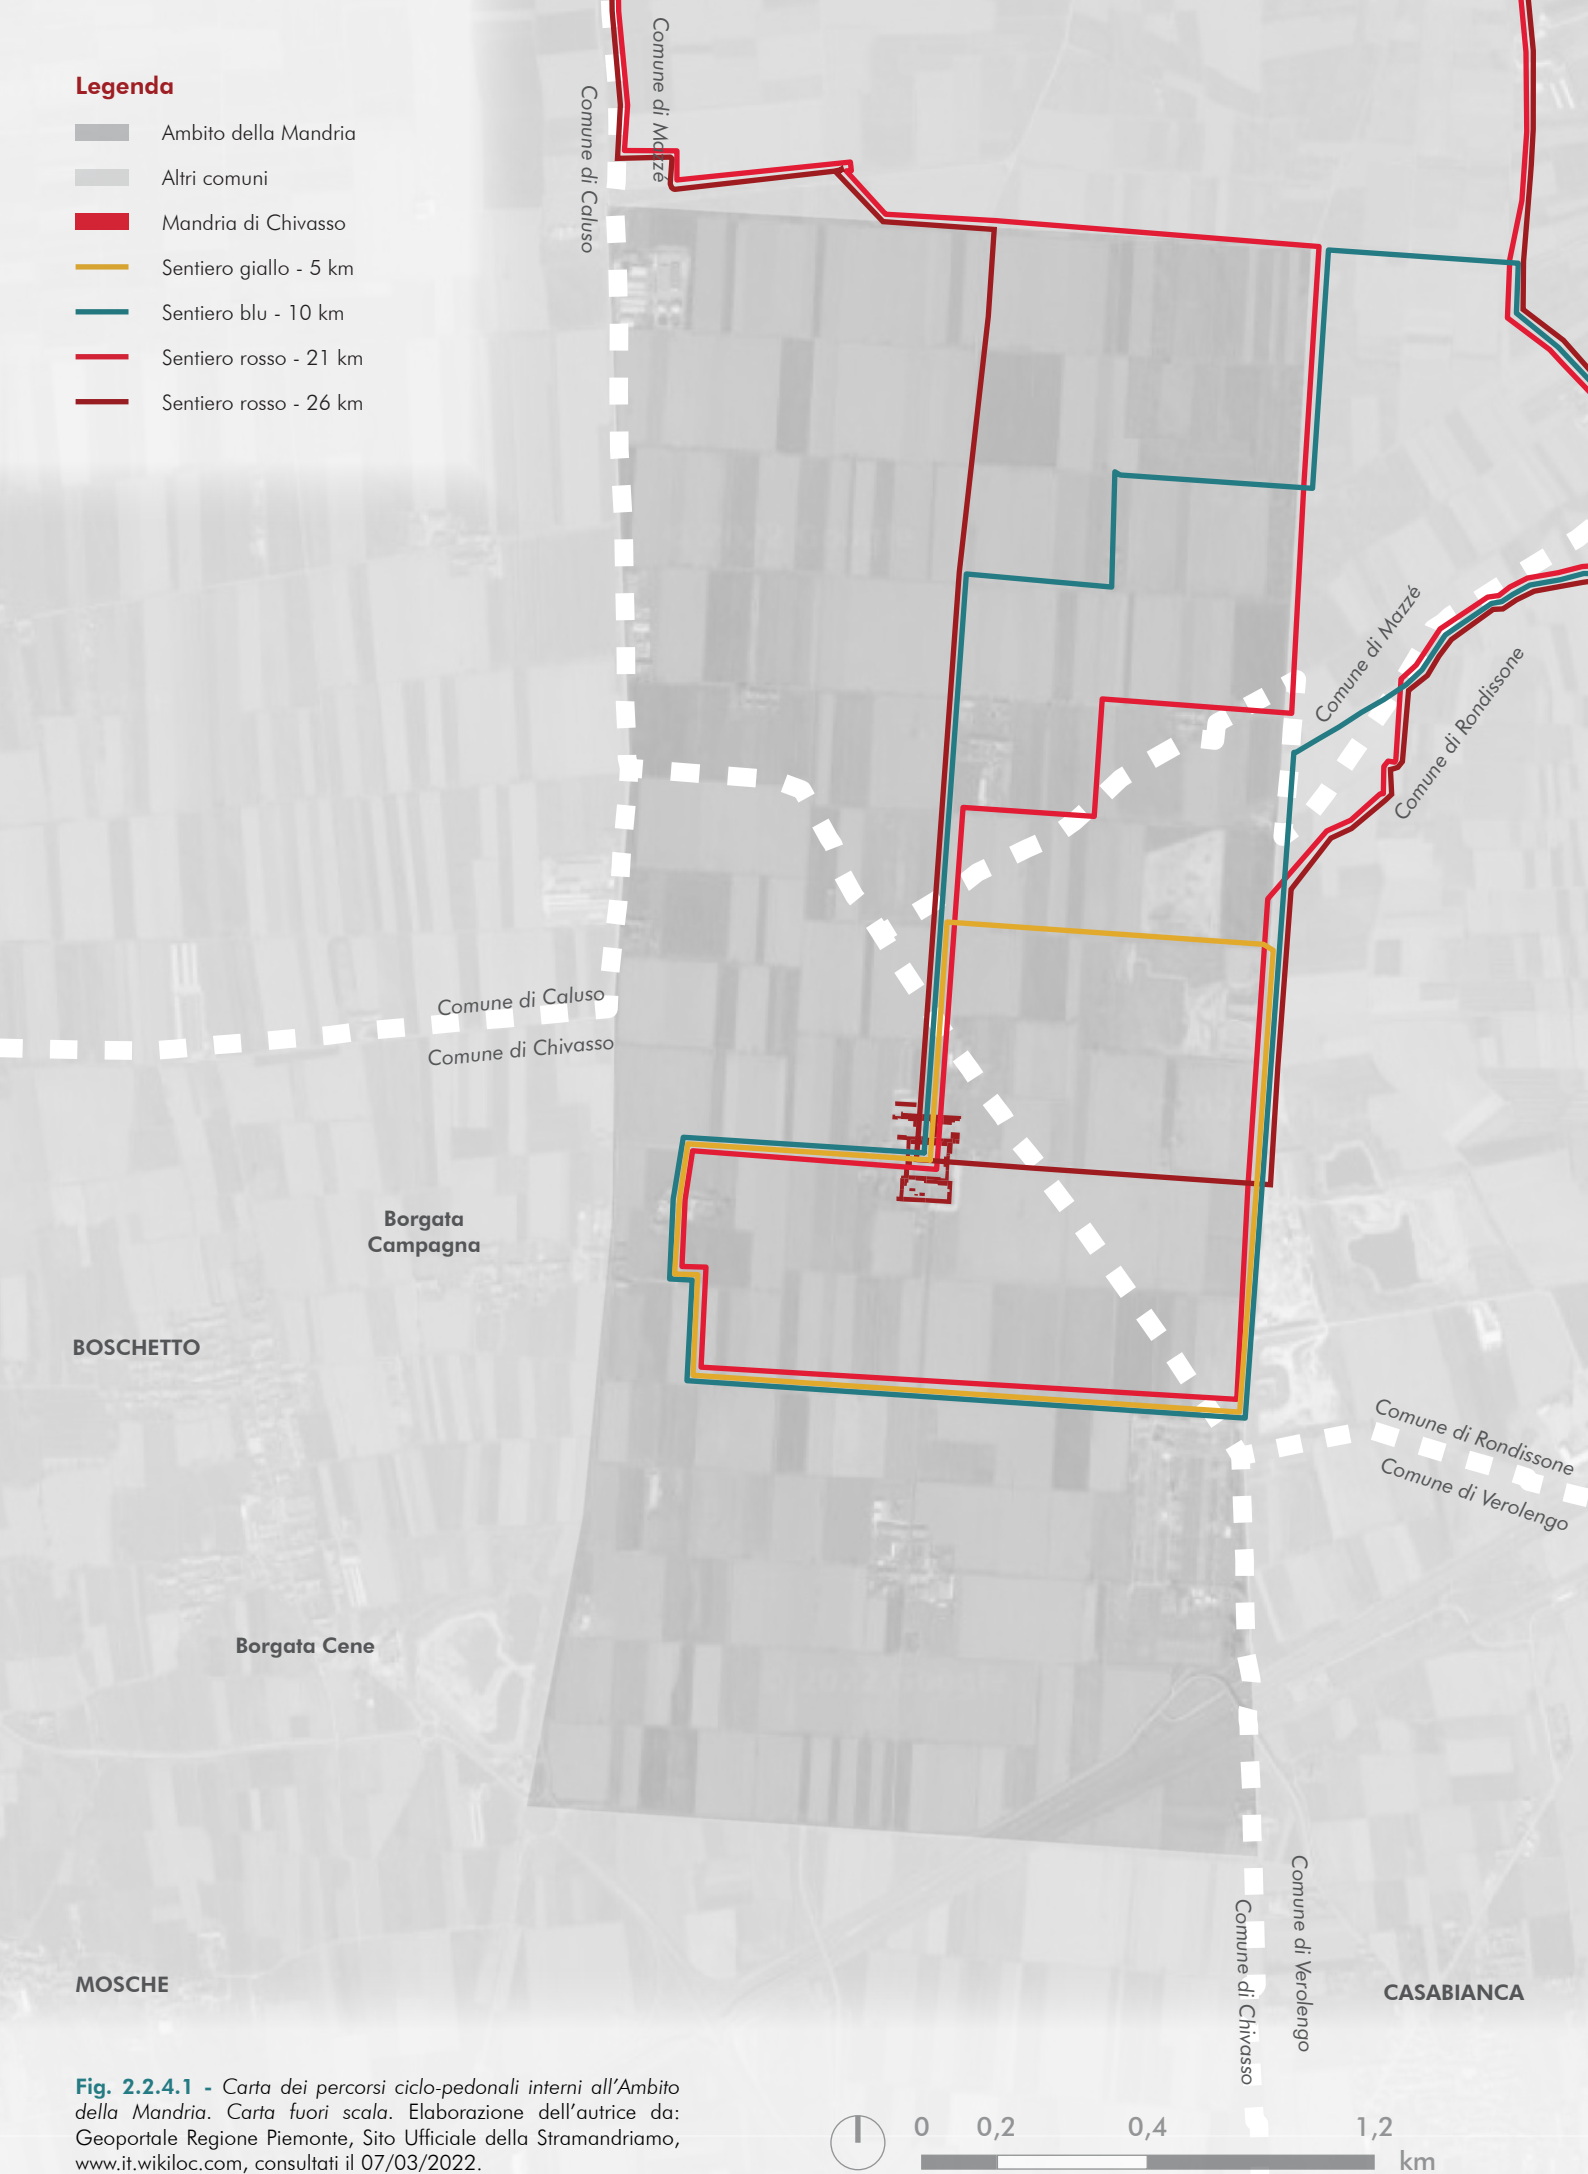 Legenda
Ambito della Mandria
Altri comuni
Mandria di Chivasso
Sentiero giallo - 5 km
Sentiero blu - 10 km
Sentiero rosso - 21 km
Sentiero rosso - 26 km
Comune di Mazzé
Comune di Caluso
Comune di Mazzé
Comune di Rondissone
Comune di Caluso
Comune di Chivasso
Borgata
Campagna
BOSCHETTO
Comune di Rondissone
Comune di Verolengo
Borgata Cene
Comune di Verolengo
Comune di Chivasso
MOSCHE
CASABIANCA
Fig. 2.2.4.1 - Carta dei percorsi ciclo-pedonali interni all'Ambito
della Mandria. Carta fuori scala. Elaborazione dell'autrice da:
Geoportale Regione Piemonte, Sito Ufficiale della Stramandriamo,
www.it.wikiloc.com, consultati il 07/03/2022.
0 0,2 0,4 1,2
km